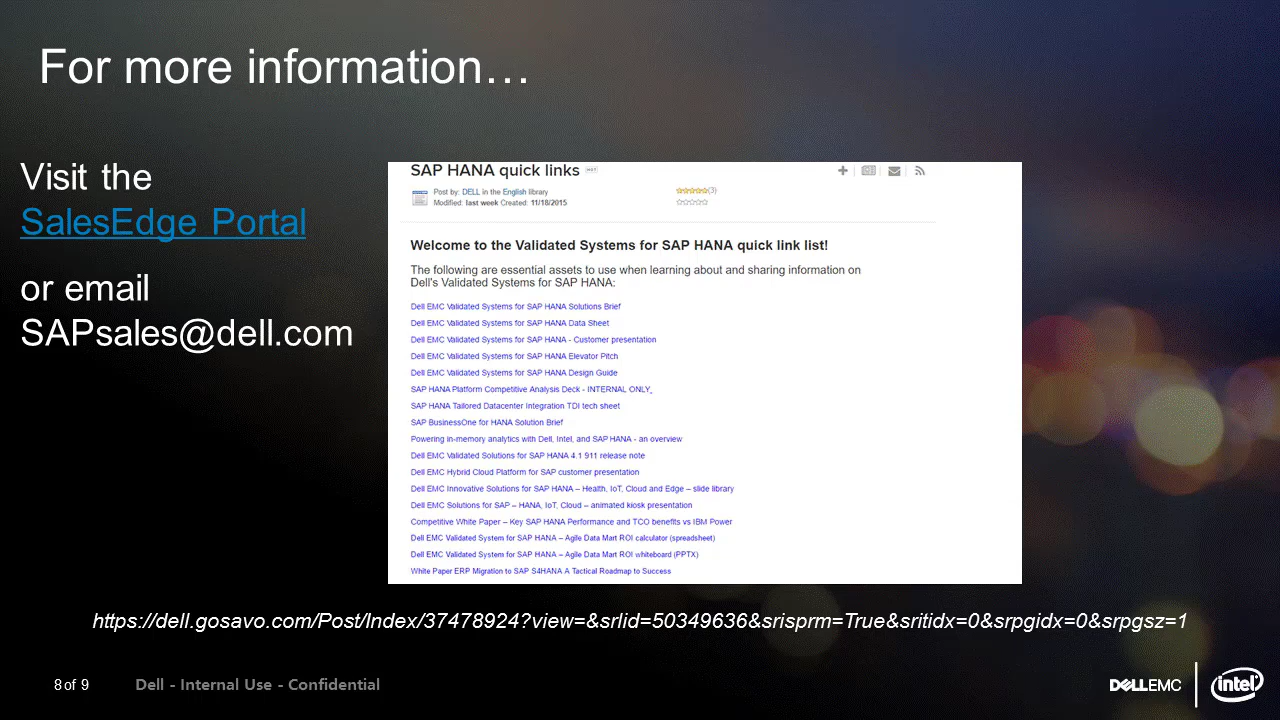 For more information…
Visit the
SalesEdge Portal
or email
SAPsales@dell.com
SAP HANA quick links HOT
Post by: DELL in the English library
(3)
Modified: last week Created: 11/18/2015
Welcome to the Validated Systems for SAP HANA quick link list!
The following are essential assets to use when learning about and sharing information on
Dell's Validated Systems for SAP HANA:
Dell EMC Validated Systems for SAP HANA Solutions Brief
Dell EMC Validated Systems for SAP HANA Data Sheet
Dell EMC Validated Systems for SAP HANA - Customer presentation
Dell EMC Validated Systems for SAP HANA Elevator Pitch
Dell EMC Validated Systems for SAP HANA Design Guide
SAP HANA Platform Competitive Analysis Deck - INTERNAL ONLY_
SAP HANA Tailored Datacenter Integration TDI tech sheet
SAP BusinessOne for HANA Solution Brief
Powering in-memory analytics with Dell, Intel, and SAP HANA - an overview
Dell EMC Validated Solutions for SAP HANA 4.1 911 release note
Dell EMC Hybrid Cloud Platform for SAP customer presentation
Dell EMC Innovative Solutions for SAP HANA – Health, IoT, Cloud and Edge – slide library
Dell EMC Solutions for SAP – HANA, IoT, Cloud – animated kiosk presentation
Competitive White Paper – Key SAP HANA Performance and TCO benefits vs IBM Power
Dell EMC Validated System for SAP HANA – Agile Data Mart ROI calculator (spreadsheet)
Dell EMC Validated System for SAP HANA – Agile Data Mart ROI whiteboard (PPTX)
White Paper ERP Migration to SAP S4HANA A Tactical Roadmap to Success
https://dell.gosavo.com/Post/Index/37478924?view=&srlid=50349636&srisprm=True&sritidx=0&srpgidx=0&srpgsz=1
8 of 9
Dell - Internal Use - Confidential
DELLEMC
intel